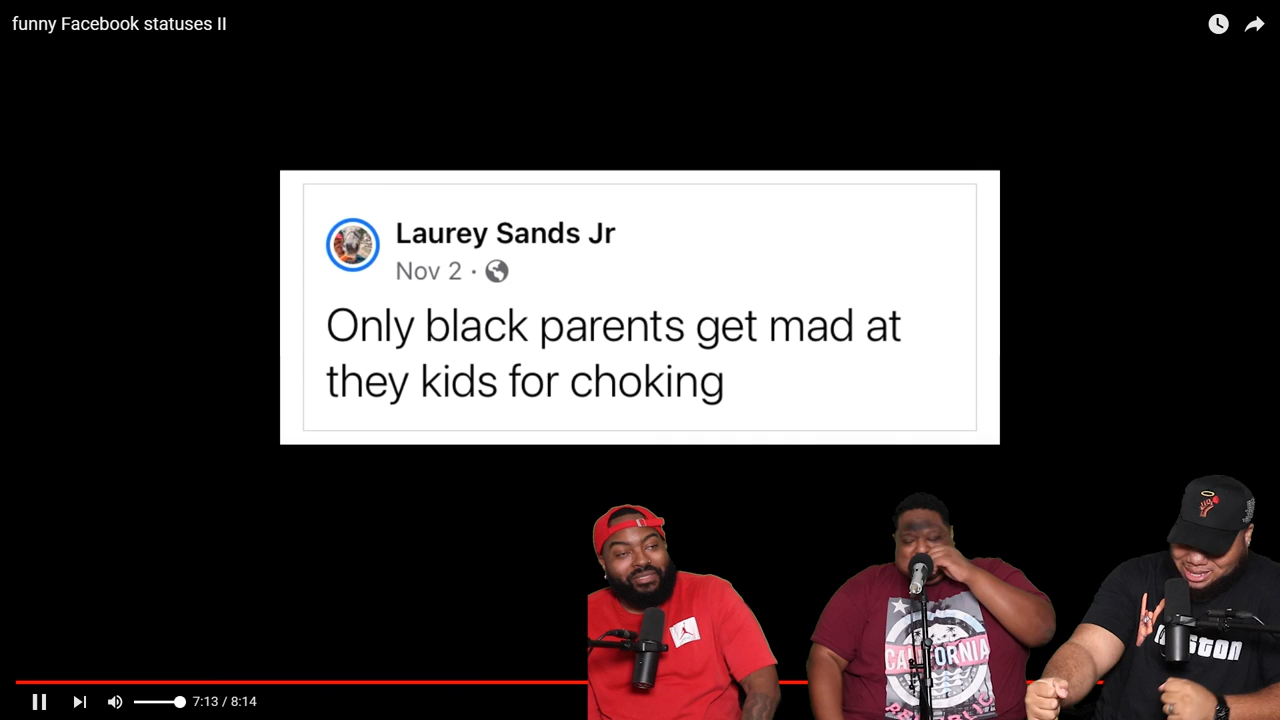 funny Facebook statuses II
Laurey Sands Jr
Nov 2 ·
Only black parents get mad at
they kids for choking
CALIFORNIA
7:13 / 8:14